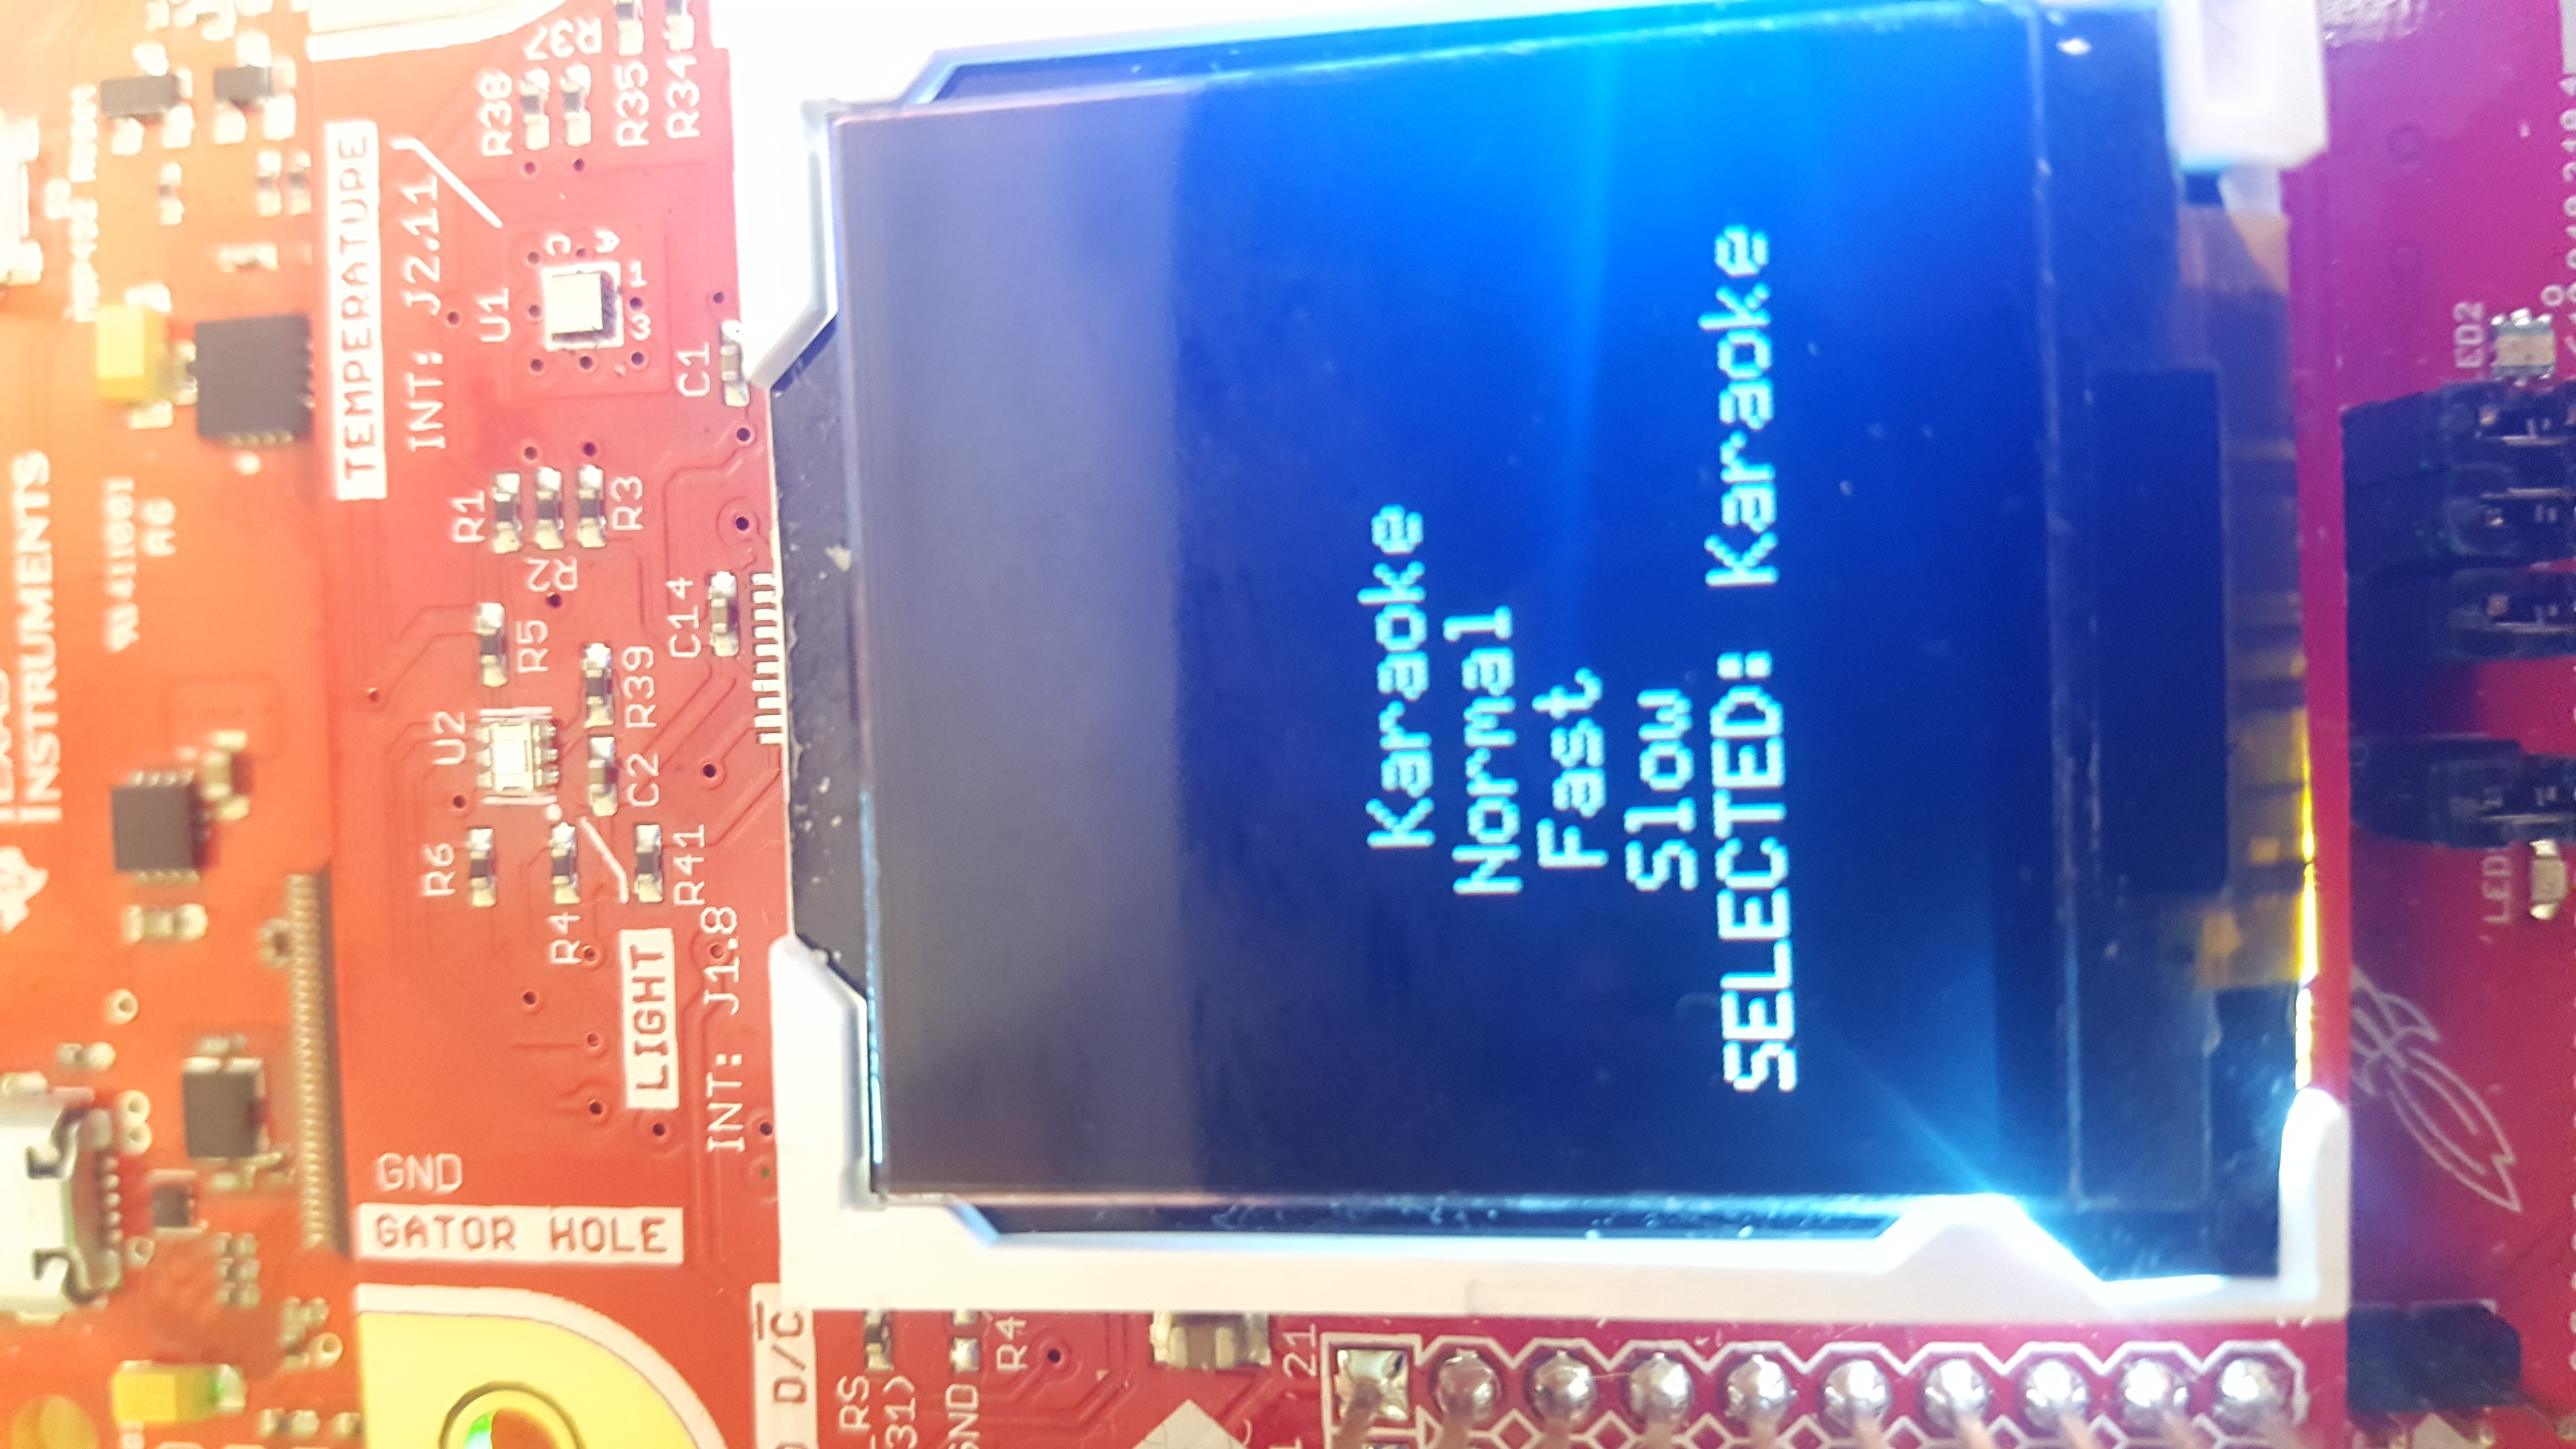 TEXAS
INSTRUMENTS
411001
R6
TEMPERATURE
INT: J2.11
GATOR HOLE
GND
R6
U2
R5
R4
R1
R2
R3
U1
R38
R37
R35
R34
LIGHT
C2
R39
R41
INT: J1.8
C14
C1
D/C
RS
31)
GND
R4
21
Karaoke
Normal
Fast
Slow
SELECTED: Karaoke
LED2